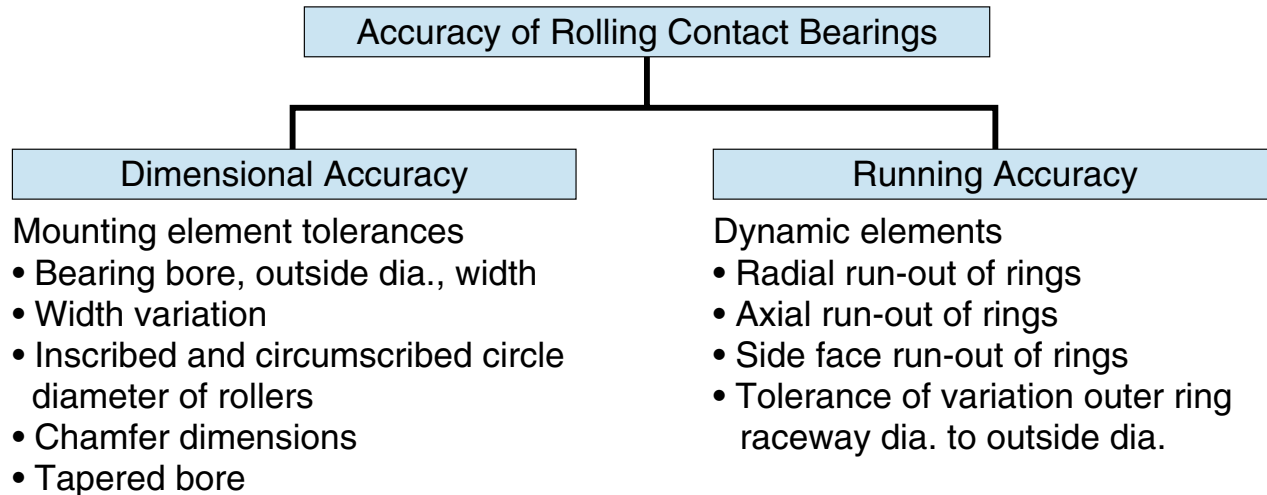 Accuracy of Rolling Contact Bearings
Dimensional Accuracy
Mounting element tolerances
• Bearing bore, outside dia., width
• Width variation
• Inscribed and circumscribed circle
diameter of rollers
• Chamfer dimensions
• Tapered bore
Running Accuracy
Dynamic elements
• Radial run-out of rings
• Axial run-out of rings
• Side face run-out of rings
• Tolerance of variation outer ring
raceway dia. to outside dia.